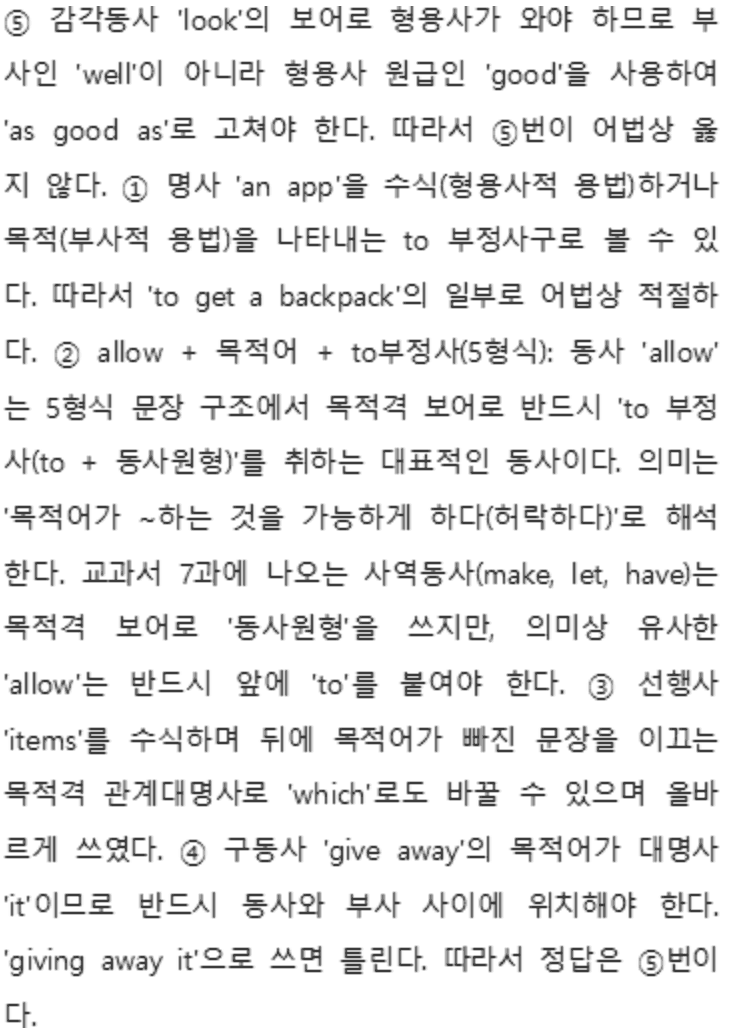 ⑤ 감각동사 'look'의 보어로 형용사가 와야 하므로 부
사인 'well'이 아니라 형용사 원급인 'good'을 사용하여
'as good as'로 고쳐야 한다. 따라서 ⑤번이 어법상 옳
지 않다. ① 명사 'an app'을 수식(형용사적 용법)하거나
목적(부사적 용법)을 나타내는 to 부정사구로 볼 수 있
다. 따라서 'to get a backpack'의 일부로 어법상 적절하
다. ② allow + 목적어 + to부정사(5형식): 동사 'allow'
는 5형식 문장 구조에서 목적격 보어로 반드시 'to 부정
사(to + 동사원형)'를 취하는 대표적인 동사이다. 의미는
'목적어가 ~하는 것을 가능하게 하다(허락하다)'로 해석
한다. 교과서 7과에 나오는 사역동사(make, let, have)는
목적격 보어로 '동사원형'을 쓰지만, 의미상 유사한
'allow'는 반드시 앞에 'to'를 붙여야 한다. ③ 선행사
'items'를 수식하며 뒤에 목적어가 빠진 문장을 이끄는
목적격 관계대명사로 'which'로도 바꿀 수 있으며 올바
르게 쓰였다. ④ 구동사 'give away'의 목적어가 대명사
'it'이므로 반드시 동사와 부사 사이에 위치해야 한다.
'giving away it'으로 쓰면 틀린다. 따라서 정답은 ⑤번이
다.